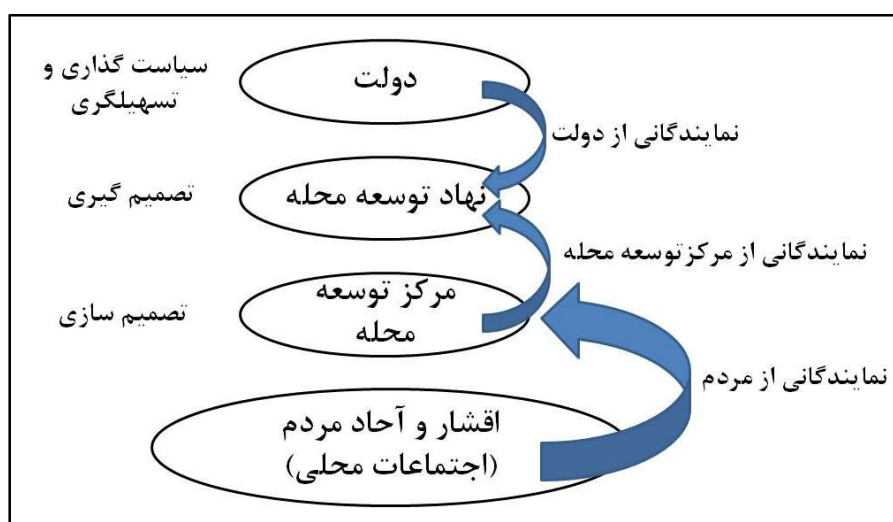 سیاست گذاری و
تسهیلگری
دولت
نمایندگانی از دولت
تصمیم گیری
نهاد توسعه محله
نمایندگانی از مرکزتوسعه محله
تصمیم سازی
مرکز توسعه
محله
نمایندگانی از مردم
اقشار و آحاد مردم
(اجتماعات محلی)